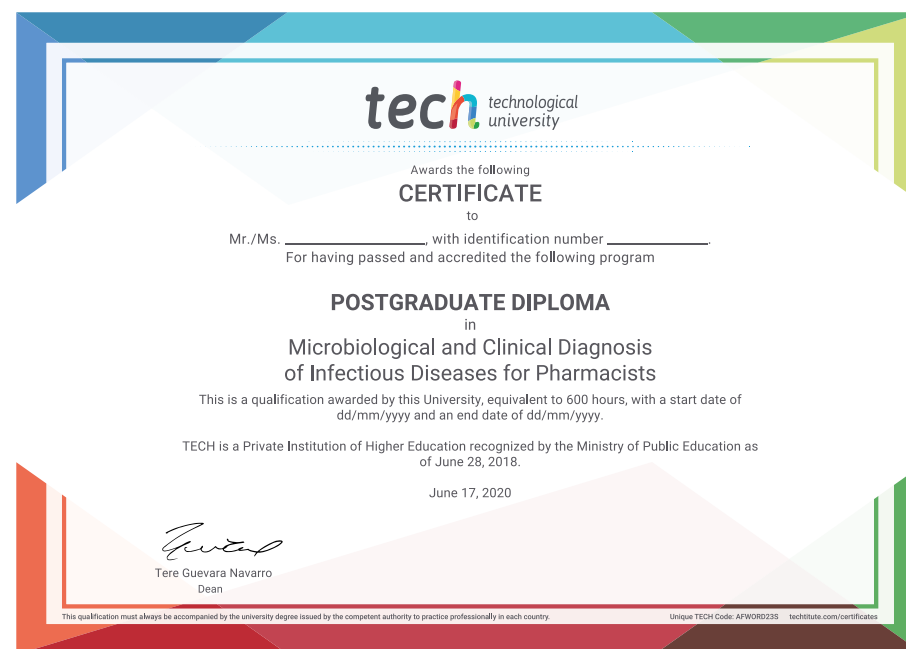 tech technological
university
Awards the following
CERTIFICATE
to
Mr./Ms. ____________________, with identification number ______________.
For having passed and accredited the following program
POSTGRADUATE DIPLOMA
in
Microbiological and Clinical Diagnosis
of Infectious Diseases for Pharmacists
This is a qualification awarded by this University, equivalent to 600 hours, with a start date of
dd/mm/yyyy and an end date of dd/mm/yyyy.
TECH is a Private Institution of Higher Education recognized by the Ministry of Public Education as
of June 28, 2018.
June 17, 2020
Tere Guevara Navarro
Dean
This qualification must always be accompanied by the university degree issued by the competent authority to practice professionally in each country. Unique TECH Code: AFWORD23S techtitute.com/certificates